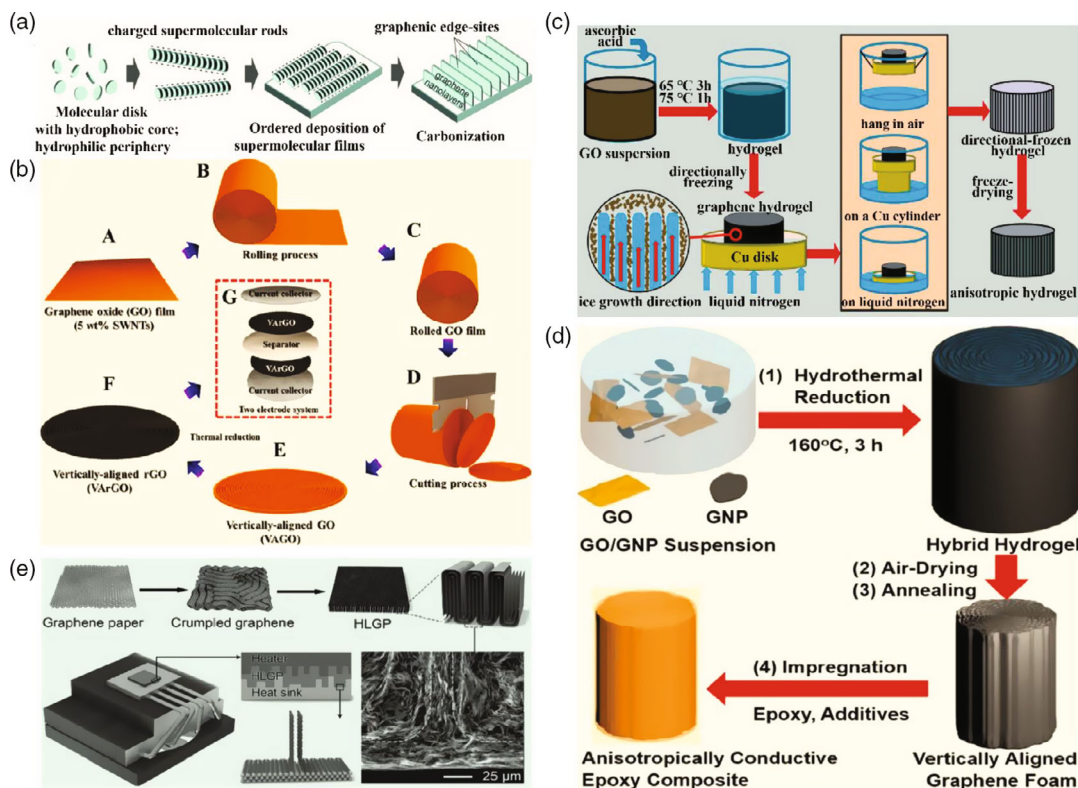 (a)
charged supermolecular rods
graphenic edge-sites
graphene
nanolayers
Molecular disk
with hydrophobic core;
hydrophilic periphery
Ordered deposition of
supermolecular films
Carbonization
(b)
A
Graphene oxide (GO) film
(5 wt% SWNTs)
B
Rolling process
C
Rolled GO film
D
Cutting process
E
Vertically-aligned GO
(VAGO)
Thermal reduction
F
Vertically-aligned rGO
(VArGO)
G
Current collector
VArGO
Separator
VArGO
Current collector
Two electrode system
(c)
ascorbic
acid
65 °C 3h
75 °C 1h
GO suspension
hydrogel
directionally
freezing
graphene hydrogel
Cu disk
ice growth direction
liquid nitrogen
hang in air
on a Cu cylinder
on liquid nitrogen
directional-frozen
hydrogel
freeze-
drying
anisotropic hydrogel
(d)
(1) Hydrothermal
Reduction
160°C, 3 h
GO
GNP
GO/GNP Suspension
Hybrid Hydrogel
(2) Air-Drying
(3) Annealing
(4) Impregnation
Epoxy, Additives
Anisotropically Conductive
Epoxy Composite
Vertically Aligned
Graphene Foam
(e)
Graphene paper
Crumpled graphene
HLGP
Heater
HLGP
Heat sink
25 µm